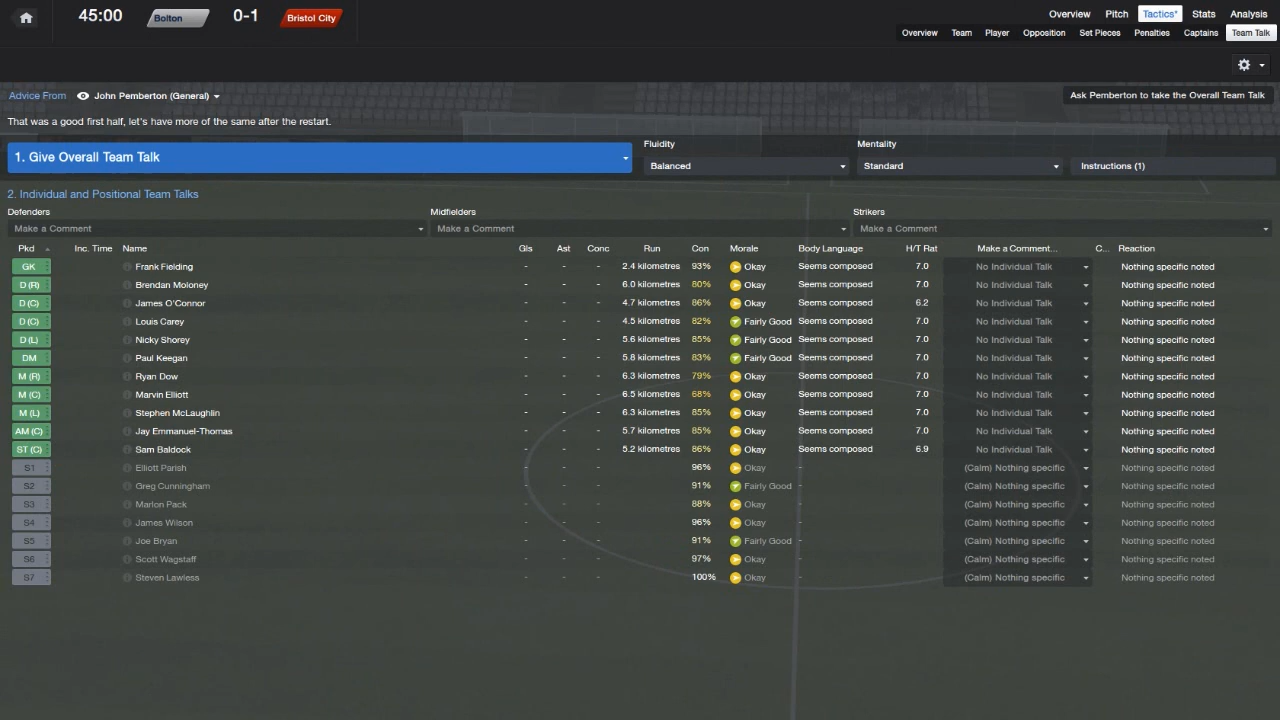 45:00 Bolton 0-1 Bristol City Overview Pitch Tactics* Stats Analysis
Overview Team Player Opposition Set Pieces Penalties Captains Team Talk
Advice From John Pemberton (General) Ask Pemberton to take the Overall Team Talk
That was a good first half, let's have more of the same after the restart.
Fluidity Mentality
1. Give Overall Team Talk Balanced Standard Instructions (1)
2. Individual and Positional Team Talks
Defenders Midfielders Strikers
Make a Comment Make a Comment Make a Comment
Pkd Inc. Time Name Gls Ast Conc Run Con Morale Body Language H/T Rat Make a Comment... C... Reaction
GK Frank Fielding - - - 2.4 kilometres 93% Okay Seems composed 7.0 No Individual Talk Nothing specific noted
D (R) Brendan Moloney - - - 6.0 kilometres 80% Okay Seems composed 7.0 No Individual Talk Nothing specific noted
D (C) James O'Connor - - - 4.7 kilometres 86% Okay Seems composed 6.2 No Individual Talk Nothing specific noted
D (C) Louis Carey - - - 4.5 kilometres 82% Fairly Good Seems composed 7.0 No Individual Talk Nothing specific noted
D (L) Nicky Shorey - - - 5.6 kilometres 85% Fairly Good Seems composed 7.0 No Individual Talk Nothing specific noted
DM Paul Keegan - - - 5.8 kilometres 83% Fairly Good Seems composed 7.0 No Individual Talk Nothing specific noted
M (R) Ryan Dow - - - 6.3 kilometres 79% Okay Seems composed 7.0 No Individual Talk Nothing specific noted
M (C) Marvin Elliott - - - 6.5 kilometres 68% Okay Seems composed 7.0 No Individual Talk Nothing specific noted
M (L) Stephen McLaughlin - - - 6.3 kilometres 85% Okay Seems composed 7.0 No Individual Talk Nothing specific noted
AM (C) Jay Emmanuel-Thomas - - - 5.7 kilometres 85% Okay Seems composed 7.0 No Individual Talk Nothing specific noted
ST (C) Sam Baldock - - - 5.2 kilometres 86% Okay Seems composed 6.9 No Individual Talk Nothing specific noted
S1 Elliott Parish - - - 96% Okay - (Calm) Nothing specific Nothing specific noted
S2 Greg Cunningham - - - 91% Fairly Good - (Calm) Nothing specific Nothing specific noted
S3 Marlon Pack - - - 88% Okay - (Calm) Nothing specific Nothing specific noted
S4 James Wilson - - - 96% Okay - (Calm) Nothing specific Nothing specific noted
S5 Joe Bryan - - - 91% Fairly Good - (Calm) Nothing specific Nothing specific noted
S6 Scott Wagstaff - - - 97% Okay - (Calm) Nothing specific Nothing specific noted
S7 Steven Lawless - - - 100% Okay - (Calm) Nothing specific Nothing specific noted